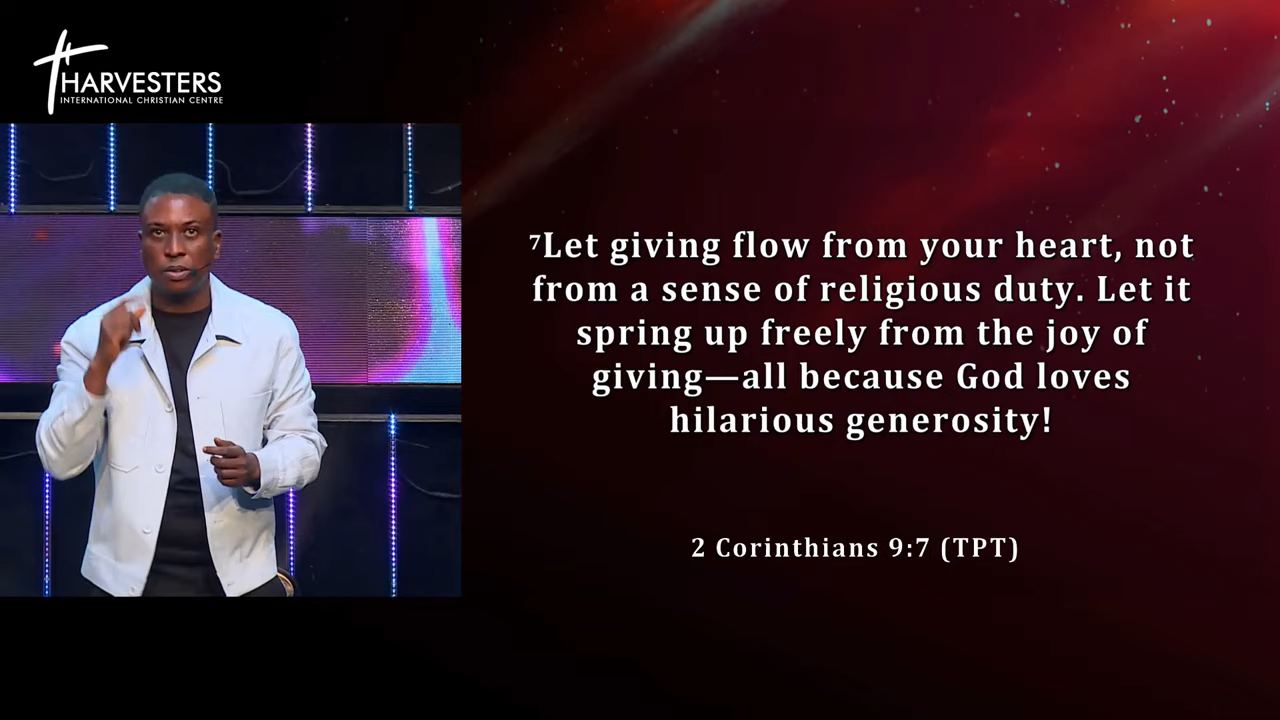 HARVESTERS
INTERNATIONAL CHRISTIAN CENTRE
⁷Let giving flow from your heart, not
from a sense of religious duty. Let it
spring up freely from the joy of
giving—all because God loves
hilarious generosity!
2 Corinthians 9:7 (TPT)